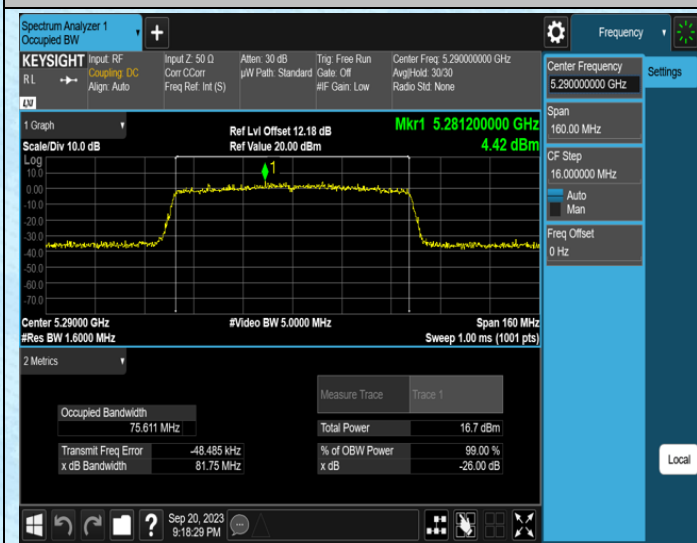 Spectrum Analyzer 1
Occupied BW
Frequency
KEYSIGHT
Input: RF
Input Z: 50 Ω
Atten: 30 dB
Trig: Free Run
Center Freq: 5.290000000 GHz
RL
Coupling: DC
Corr CCorr
µW Path: Standard
Gate: Off
Avg|Hold: 30/30
Align: Auto
Freq Ref: Int (S)
#IF Gain: Low
Radio Std: None
LW
Center Frequency
5.290000000 GHz
Settings
Span
160.00 MHz
CF Step
16.000000 MHz
Auto
Man
Freq Offset
0 Hz
Local
1 Graph
Ref Lvl Offset 12.18 dB
Mkr1 5.281200000 GHz
Scale/Div 10.0 dB
Ref Value 20.00 dBm
4.42 dBm
Log
10.0
0.00
-10.0
-20.0
-30.0
-40.0
-50.0
-60.0
-70.0
1
Center 5.29000 GHz
#Video BW 5.0000 MHz
Span 160 MHz
#Res BW 1.6000 MHz
Sweep 1.00 ms (1001 pts)
2 Metrics
Measure Trace
Trace 1
Occupied Bandwidth
75.611 MHz
Total Power
16.7 dBm
Transmit Freq Error
-48.485 kHz
% of OBW Power
99.00 %
x dB Bandwidth
81.75 MHz
x dB
-26.00 dB
?
Sep 20, 2023
9:18:29 PM